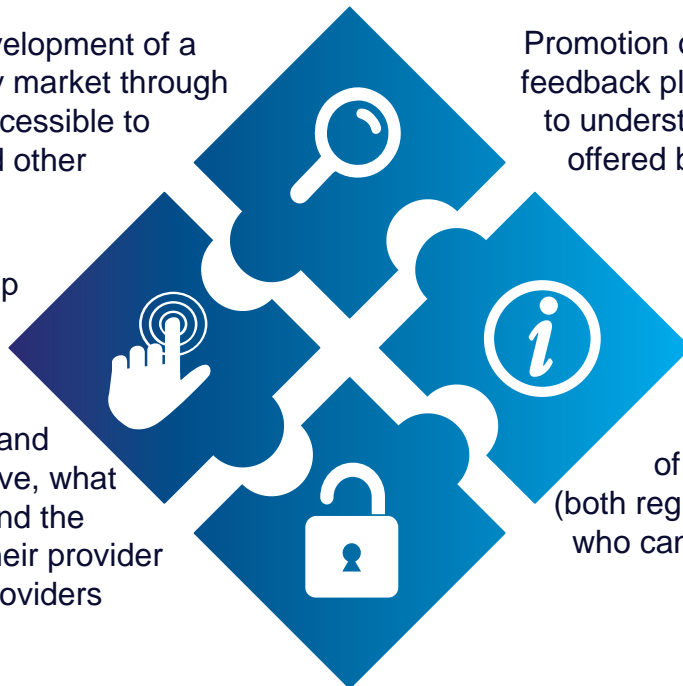 velopment of a
y market through
cessible to
d other
p
and
ve, what
nd the
heir provider
oviders
Promotion o
feedback pl
to underst
offered b
of
(both reg
who can
i